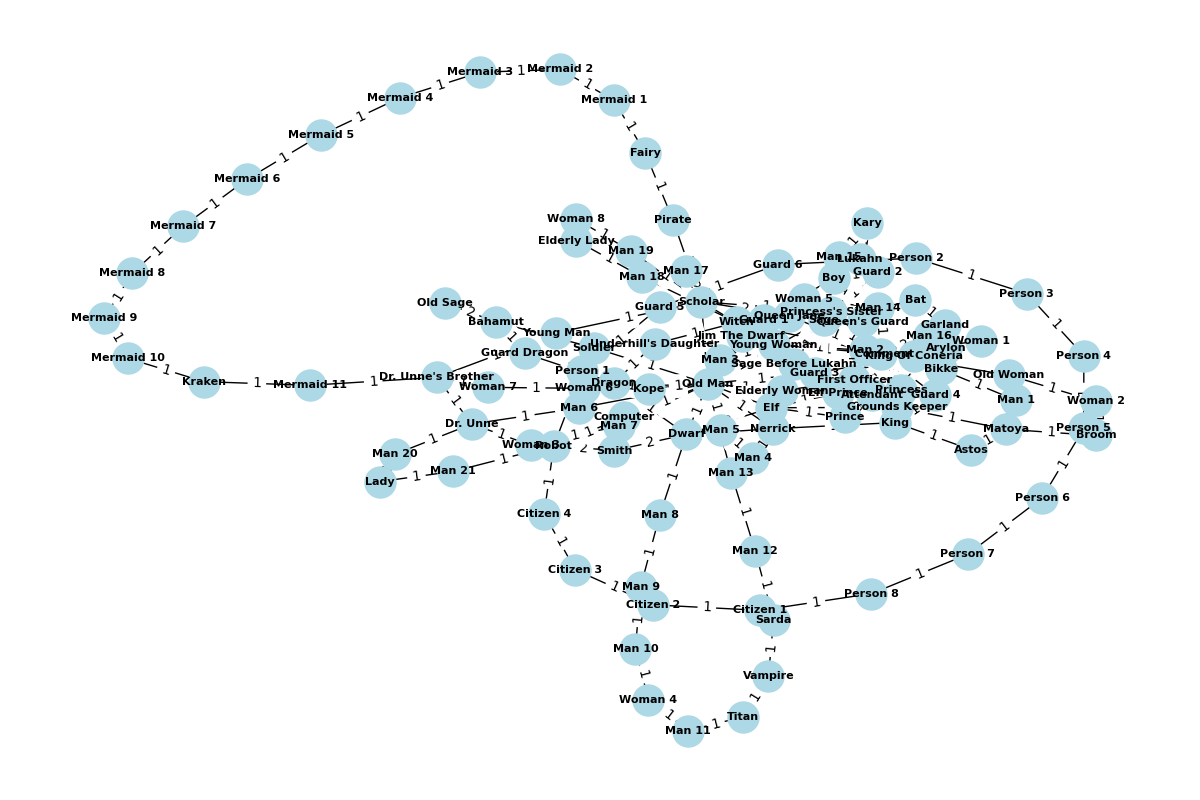 Mermaid 3
Mermaid 2
Mermaid 4
Mermaid 1
Mermaid 5
Fairy
Mermaid 6
Woman 8
Pirate
Kary
Mermaid 7
Elderly Lady
Man 19
Man 15
Lukahn
Person 2
Mermaid 8
Man 18
Man 17
Guard 6
Boy
Guard 2
Person 3
Old Sage
Guard 5
Scholar
Woman 5
Bat
Mermaid 9
Bahamut
Witch
Guard 1
Queen Jane
Princess's Sister
Man 14
Sage
Queen's Guard
Garland
Young Man
Jim The Dwarf
Man 16
Woman 1
Mermaid 10
Guard Dragon
Soldier
Underhill's Daughter
Young Woman
Man 2
Arylon
Coneria
Person 4
Dr. Unne's Brother
Person 1
Man 3
Sage Before Lukahn
Guard 3
Bikke
Old Woman
Kraken
Mermaid 11
Woman 7
Woman 6
Dragon
Kope
Old Man
Elderly Woman
First Officer
Princess
Attendant
Guard 4
Man 1
Woman 2
Man 6
Computer
Man 7
Elf
Elf Prince
Grounds Keeper
Dr. Unne
Dwarf
Man 5
Nerrick
Prince
King
Matoya
Person 5
Broom
Man 20
Woman 3
Robot
Smith
Man 4
Astos
Lady
Man 21
Man 13
Citizen 4
Man 8
Person 6
Citizen 3
Man 12
Person 7
Man 9
Citizen 2
Citizen 1
Person 8
Sarda
Man 10
Vampire
Woman 4
Titan
Man 11